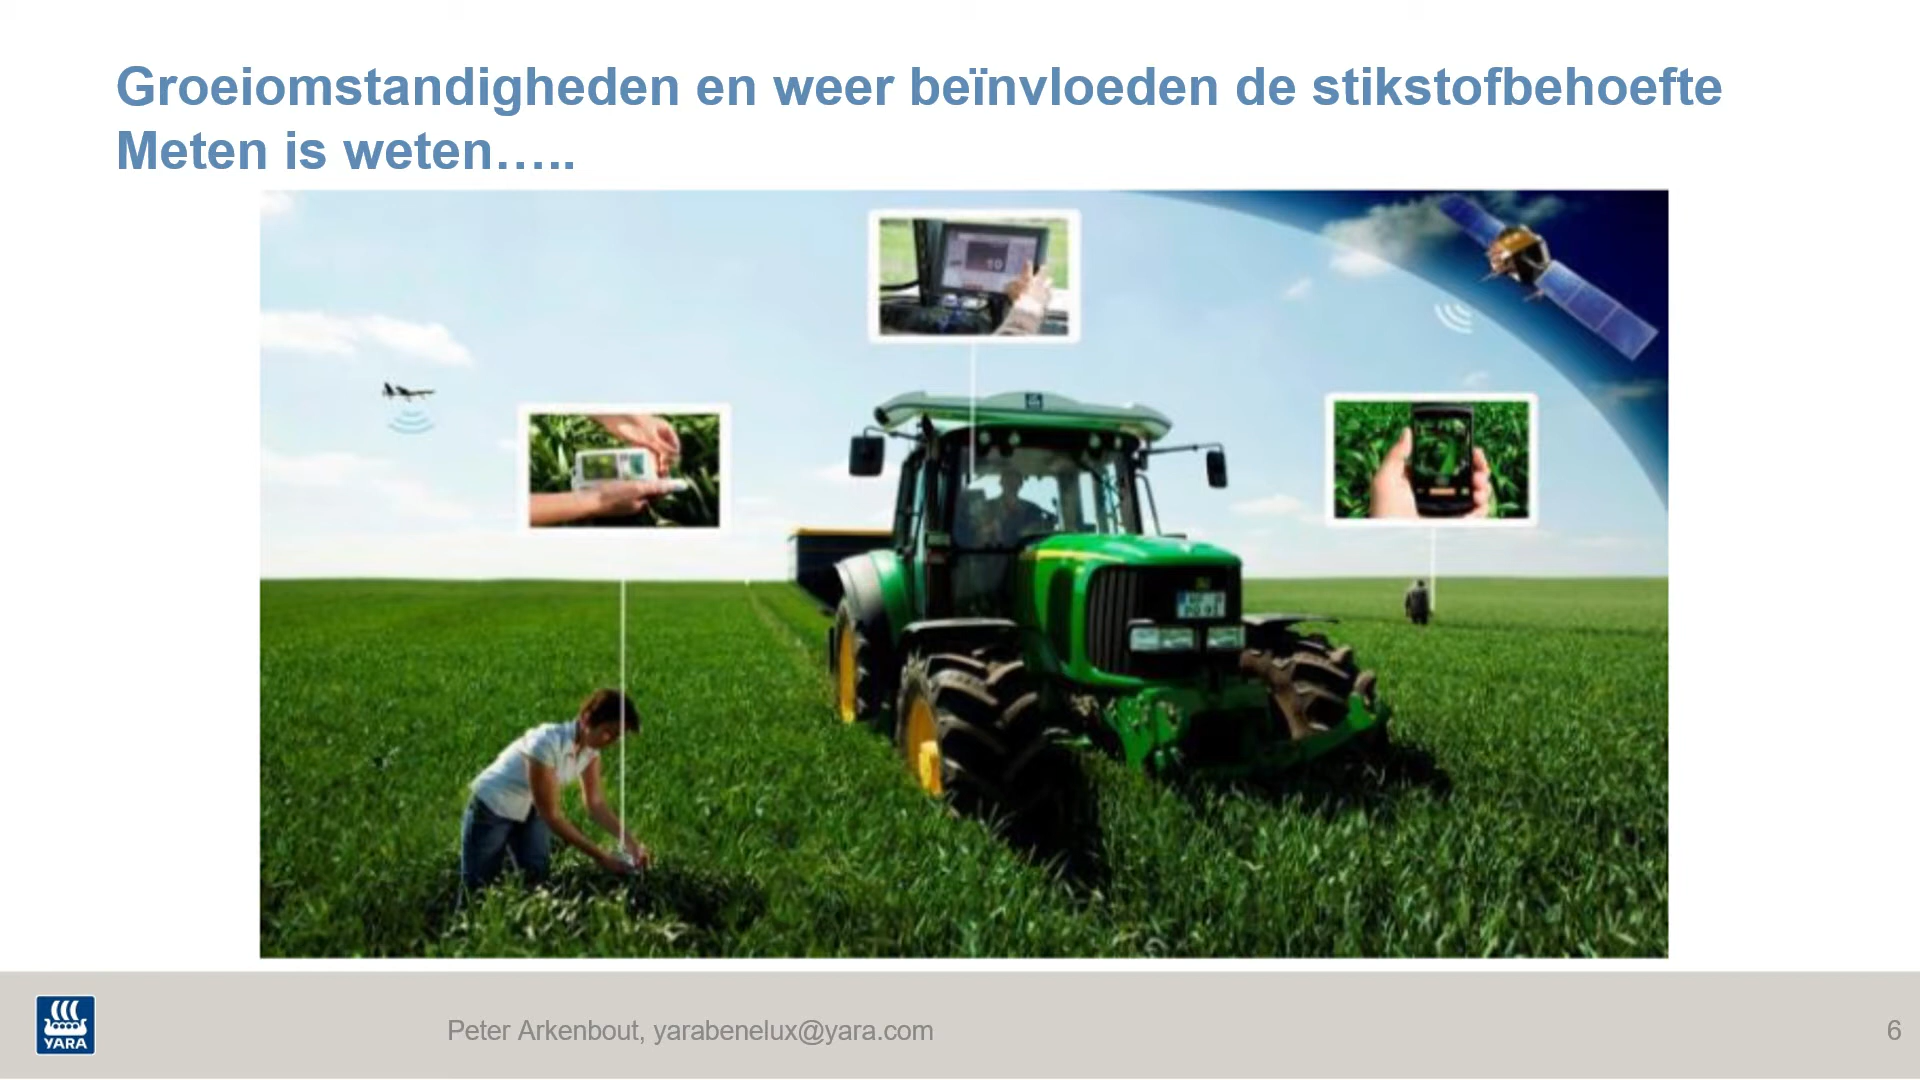 Groeiomstandigheden en weer beïnvloeden de stikstofbehoefte
Meten is weten…..
YARA
Peter Arkenbout, yarabenelux@yara.com
6